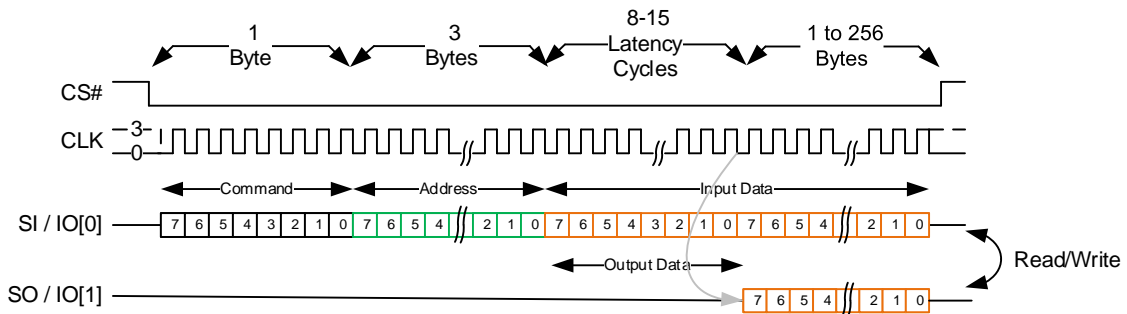 1 Byte
3 Bytes
8-15 Latency Cycles
1 to 256 Bytes
CS#
CLK 3 0
Command Address Input Data
SI / IO[0] 7 6 5 4 3 2 1 0 7 6 5 4 2 1 0 7 6 5 4 3 2 1 0 7 6 5 4 2 1 0
Output Data
Read/Write
SO / IO[1] 7 6 5 4 2 1 0